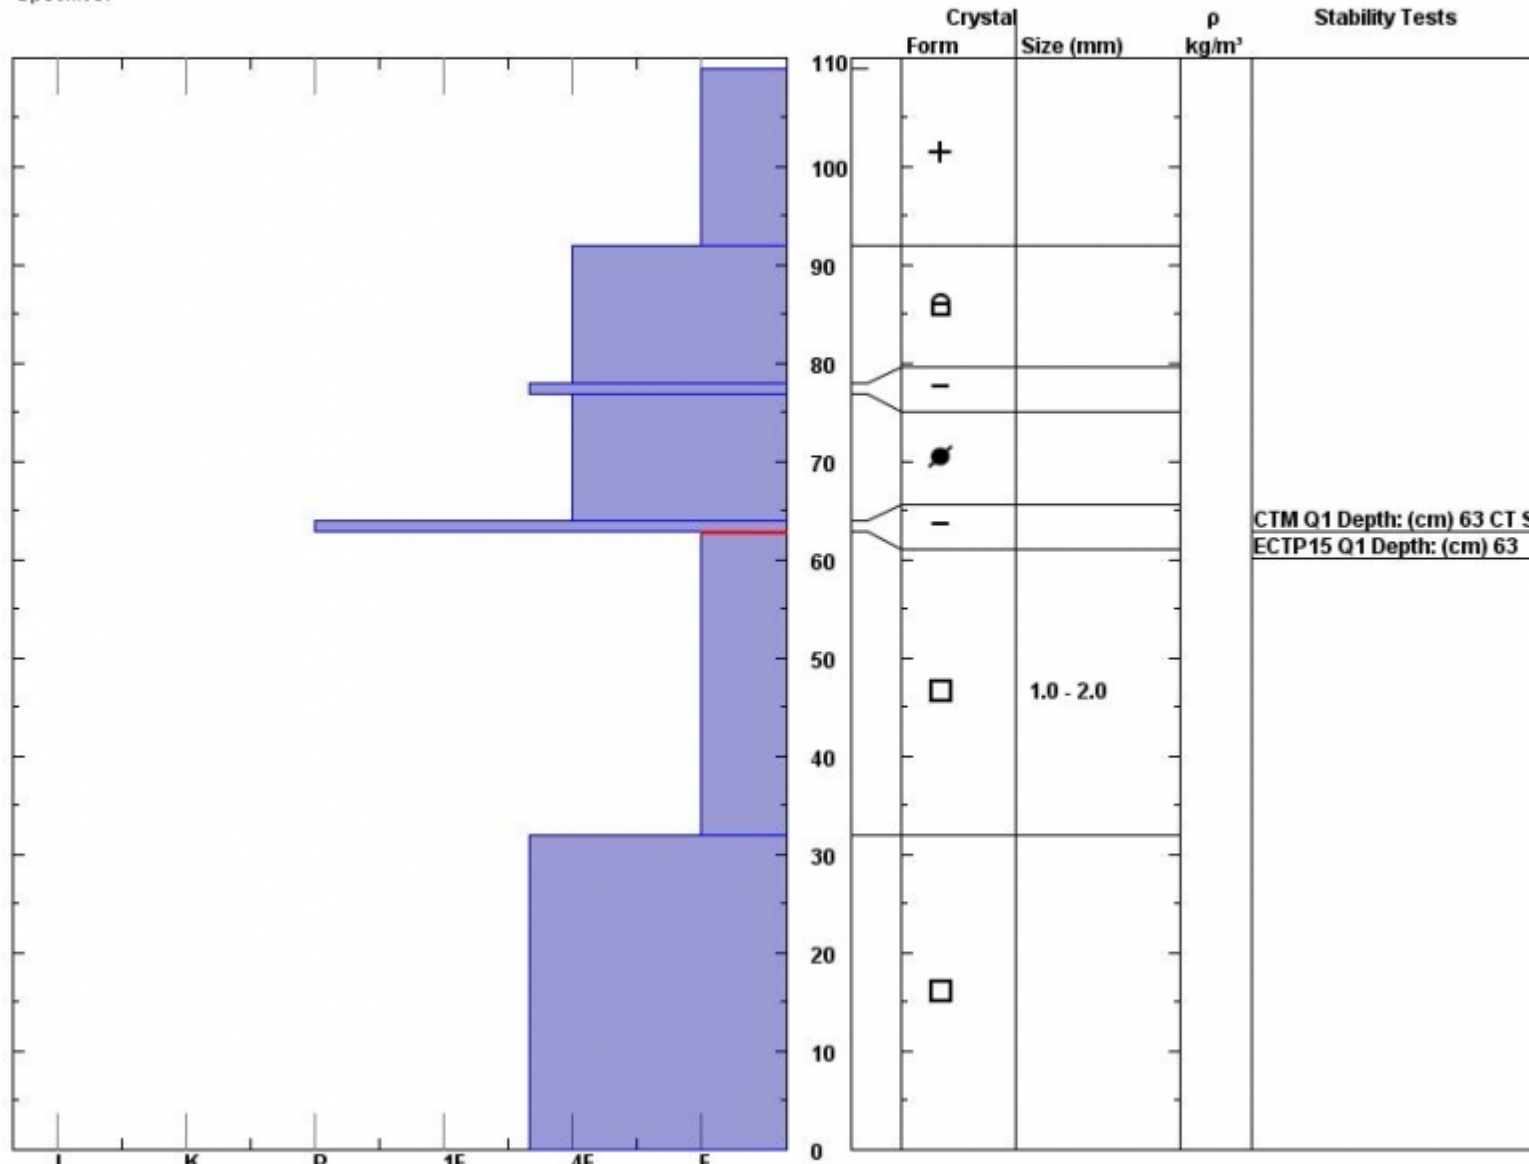 Crystal ρ Stability Tests
Form Size (mm) kg/m³
110
100
90
80
70
CTM Q1 Depth: (cm) 63 CT S
ECTP15 Q1 Depth: (cm) 63
60
50
1.0 - 2.0
40
30
20
10
0
I K P 1F 4F F